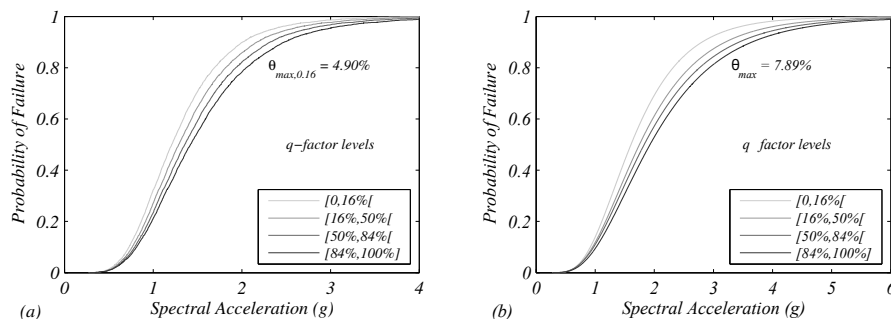 Probability of Failure
1
0.8
0.6
0.4
0.2
0
θmax,0.16 = 4.90%
q−factor levels
[0,16%[
[16%,50%[
[50%,84%[
[84%,100%]
0 1 2 3 4
(a) Spectral Acceleration (g)
Probability of Failure
1
0.8
0.6
0.4
0.2
0
θmax = 7.89%
q factor levels
[0,16%[
[16%,50%[
[50%,84%[
[84%,100%]
0 1 2 3 4 5 6
(b) Spectral Acceleration (g)